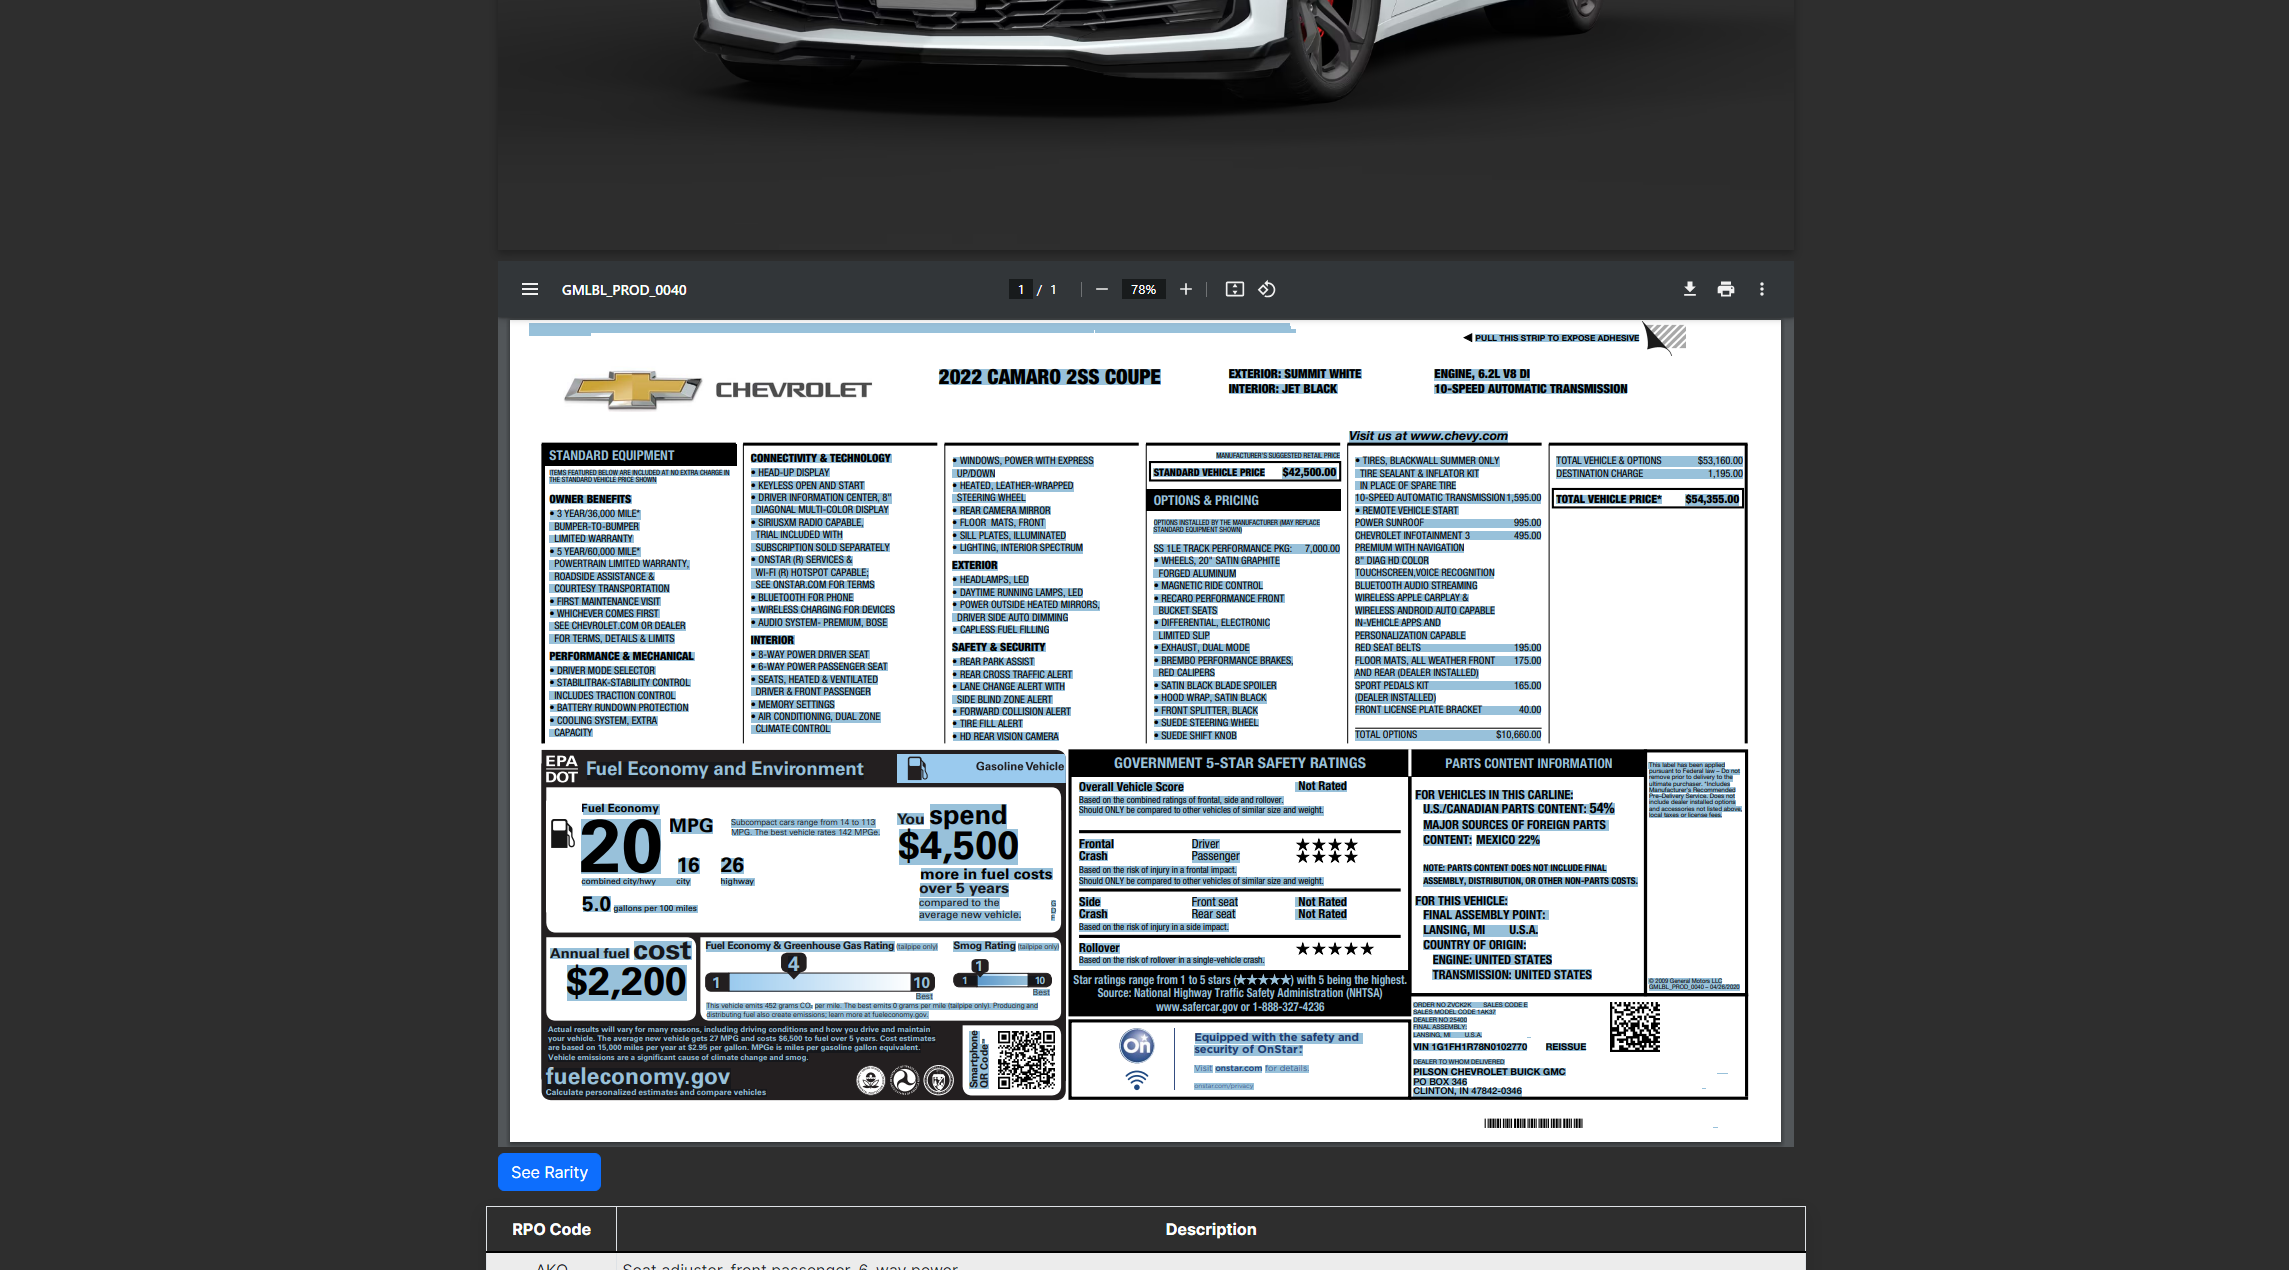 GMLBL_PROD_0040
1 / 1
78%
PULL THIS STRIP TO EXPOSE ADHESIVE
CHEVROLET
2022 CAMARO 2SS COUPE
EXTERIOR: SUMMIT WHITE
INTERIOR: JET BLACK
ENGINE, 6.2L V8 DI
10-SPEED AUTOMATIC TRANSMISSION
Visit us at www.chevy.com
STANDARD EQUIPMENT
ITEMS FEATURED BELOW ARE INCLUDED AT NO EXTRA CHARGE IN
THE STANDARD VEHICLE PRICE SHOWN
OWNER BENEFITS
• 3 YEAR/36,000 MILE*
BUMPER-TO-BUMPER
LIMITED WARRANTY
• 5 YEAR/60,000 MILE*
POWERTRAIN LIMITED WARRANTY,
ROADSIDE ASSISTANCE &
COURTESY TRANSPORTATION
• FIRST MAINTENANCE VISIT
• WHICHEVER COMES FIRST
SEE CHEVROLET.COM OR DEALER
FOR TERMS, DETAILS & LIMITS
PERFORMANCE & MECHANICAL
• DRIVER MODE SELECTOR
• STABILITRAK-STABILITY CONTROL
INCLUDES TRACTION CONTROL
• BATTERY RUNDOWN PROTECTION
• COOLING SYSTEM, EXTRA
CAPACITY
CONNECTIVITY & TECHNOLOGY
• HEAD-UP DISPLAY
• KEYLESS OPEN AND START
• DRIVER INFORMATION CENTER, 8"
DIAGONAL MULTI-COLOR DISPLAY
• SIRIUSXM RADIO CAPABLE,
TRIAL INCLUDED WITH
SUBSCRIPTION SOLD SEPARATELY
• ONSTAR (R) SERVICES &
WI-FI (R) HOTSPOT CAPABLE;
SEE ONSTAR.COM FOR TERMS
• BLUETOOTH FOR PHONE
• WIRELESS CHARGING FOR DEVICES
• AUDIO SYSTEM- PREMIUM, BOSE
INTERIOR
• 8-WAY POWER DRIVER SEAT
• 6-WAY POWER PASSENGER SEAT
• SEATS, HEATED & VENTILATED
DRIVER & FRONT PASSENGER
• MEMORY SETTINGS
• AIR CONDITIONING, DUAL ZONE
CLIMATE CONTROL
• WINDOWS, POWER WITH EXPRESS
UP/DOWN
• HEATED, LEATHER-WRAPPED
STEERING WHEEL
• REAR CAMERA MIRROR
• FLOOR MATS, FRONT
• SILL PLATES, ILLUMINATED
• LIGHTING, INTERIOR SPECTRUM
EXTERIOR
• HEADLAMPS, LED
• DAYTIME RUNNING LAMPS, LED
• POWER OUTSIDE HEATED MIRRORS,
DRIVER SIDE AUTO DIMMING
• CAPLESS FUEL FILLING
SAFETY & SECURITY
• REAR PARK ASSIST
• REAR CROSS TRAFFIC ALERT
• LANE CHANGE ALERT WITH
SIDE BLIND ZONE ALERT
• FORWARD COLLISION ALERT
• TIRE FILL ALERT
• HD REAR VISION CAMERA
MANUFACTURER'S SUGGESTED RETAIL PRICE
STANDARD VEHICLE PRICE $42,500.00
OPTIONS & PRICING
OPTIONS INSTALLED BY THE MANUFACTURER (MAY REPLACE
STANDARD EQUIPMENT SHOWN)
SS 1LE TRACK PERFORMANCE PKG: 7,000.00
• WHEELS, 20" SATIN GRAPHITE
FORGED ALUMINUM
• MAGNETIC RIDE CONTROL
• RECARO PERFORMANCE FRONT
BUCKET SEATS
• DIFFERENTIAL, ELECTRONIC
LIMITED SLIP
• EXHAUST, DUAL MODE
• BREMBO PERFORMANCE BRAKES,
RED CALIPERS
• SATIN BLACK BLADE SPOILER
• HOOD WRAP, SATIN BLACK
• FRONT SPLITTER, BLACK
• SUEDE STEERING WHEEL
• SUEDE SHIFT KNOB
• TIRES, BLACKWALL SUMMER ONLY
TIRE SEALANT & INFLATOR KIT
IN PLACE OF SPARE TIRE
10-SPEED AUTOMATIC TRANSMISSION 1,595.00
• REMOTE VEHICLE START
POWER SUNROOF 995.00
CHEVROLET INFOTAINMENT 3 495.00
PREMIUM WITH NAVIGATION
8" DIAG HD COLOR
TOUCHSCREEN,VOICE RECOGNITION
BLUETOOTH AUDIO STREAMING
WIRELESS APPLE CARPLAY &
WIRELESS ANDROID AUTO CAPABLE
IN-VEHICLE APPS AND
PERSONALIZATION CAPABLE
RED SEAT BELTS 195.00
FLOOR MATS, ALL WEATHER FRONT 175.00
AND REAR (DEALER INSTALLED)
SPORT PEDALS KIT 165.00
(DEALER INSTALLED)
FRONT LICENSE PLATE BRACKET 40.00
TOTAL OPTIONS $10,660.00
TOTAL VEHICLE & OPTIONS $53,160.00
DESTINATION CHARGE 1,195.00
TOTAL VEHICLE PRICE* $54,355.00
EPA
DOT
Fuel Economy and Environment
Gasoline Vehicle
Fuel Economy
20 MPG
16 26
combined city/hwy city highway
5.0 gallons per 100 miles
Subcompact cars range from 14 to 113
MPG. The best vehicle rates 142 MPGe.
You spend
$4,500
more in fuel costs
over 5 years
compared to the
average new vehicle.
Annual fuel cost
$2,200
Fuel Economy & Greenhouse Gas Rating (tailpipe only)
4
1 10
Best
Smog Rating (tailpipe only)
1
1 10
Best
This vehicle emits 452 grams CO₂ per mile. The best emits 0 grams per mile (tailpipe only). Producing and
distributing fuel also create emissions; learn more at fueleconomy.gov.
Actual results will vary for many reasons, including driving conditions and how you drive and maintain
your vehicle. The average new vehicle gets 27 MPG and costs $6,500 to fuel over 5 years. Cost estimates
are based on 15,000 miles per year at $2.95 per gallon. MPGe is miles per gasoline gallon equivalent.
Vehicle emissions are a significant cause of climate change and smog.
fueleconomy.gov
Calculate personalized estimates and compare vehicles
Smartphone
QR Code™
GOVERNMENT 5-STAR SAFETY RATINGS
Overall Vehicle Score Not Rated
Based on the combined ratings of frontal, side and rollover.
Should ONLY be compared to other vehicles of similar size and weight.
Frontal Driver ★★★★
Crash Passenger ★★★★
Based on the risk of injury in a frontal impact.
Should ONLY be compared to other vehicles of similar size and weight.
Side Front seat Not Rated
Crash Rear seat Not Rated
Based on the risk of injury in a side impact.
Rollover ★★★★★
Based on the risk of rollover in a single-vehicle crash.
Star ratings range from 1 to 5 stars (★★★★★) with 5 being the highest.
Source: National Highway Traffic Safety Administration (NHTSA)
www.safercar.gov or 1-888-327-4236
On
Equipped with the safety and
security of OnStar.*
Visit onstar.com for details.
onstar.com/privacy
PARTS CONTENT INFORMATION
FOR VEHICLES IN THIS CARLINE:
U.S./CANADIAN PARTS CONTENT: 54%
MAJOR SOURCES OF FOREIGN PARTS
CONTENT: MEXICO 22%
NOTE: PARTS CONTENT DOES NOT INCLUDE FINAL
ASSEMBLY, DISTRIBUTION, OR OTHER NON-PARTS COSTS.
FOR THIS VEHICLE:
FINAL ASSEMBLY POINT:
LANSING, MI U.S.A.
COUNTRY OF ORIGIN:
ENGINE: UNITED STATES
TRANSMISSION: UNITED STATES
This label has been applied
pursuant to Federal law – Do not
remove prior to delivery to the
ultimate purchaser. *Includes
Manufacturer's Recommended
Pre-Delivery Service. Does not
include dealer installed options
and accessories not listed above,
local taxes or license fees.
© 2009 General Motors LLC
GMLBL_PROD_0040 – 04/26/2020
ORDER NO ZVCK2K SALES CODE E
SALES MODEL CODE 1AK37
DEALER NO 25400
FINAL ASSEMBLY:
LANSING, MI U.S.A.
VIN 1G1FH1R78N0102770 REISSUE
DEALER TO WHOM DELIVERED
PILSON CHEVROLET BUICK GMC
PO BOX 346
CLINTON, IN 47842-0346
See Rarity
RPO Code Description
AKO Seat adjuster, front passenger, 6-way power